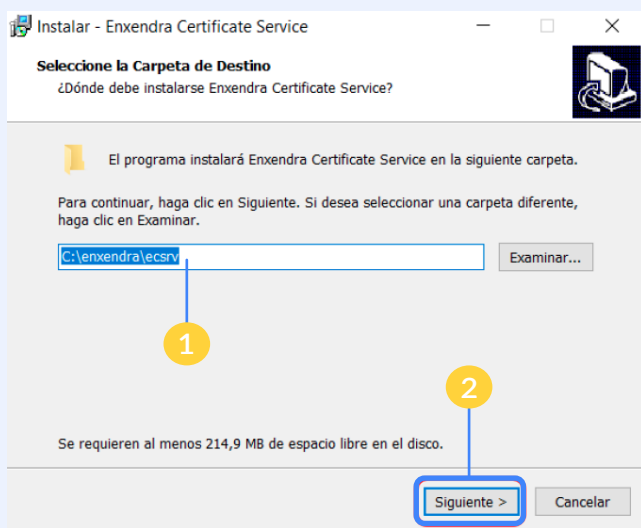 Instalar - Enxendra Certificate Service
Seleccione la Carpeta de Destino
¿Dónde debe instalarse Enxendra Certificate Service?
El programa instalará Enxendra Certificate Service en la siguiente carpeta.
Para continuar, haga clic en Siguiente. Si desea seleccionar una carpeta diferente,
haga clic en Examinar.
C:\enxendra\ecsrv
Examinar...
1
2
Se requieren al menos 214,9 MB de espacio libre en el disco.
Siguiente >
Cancelar